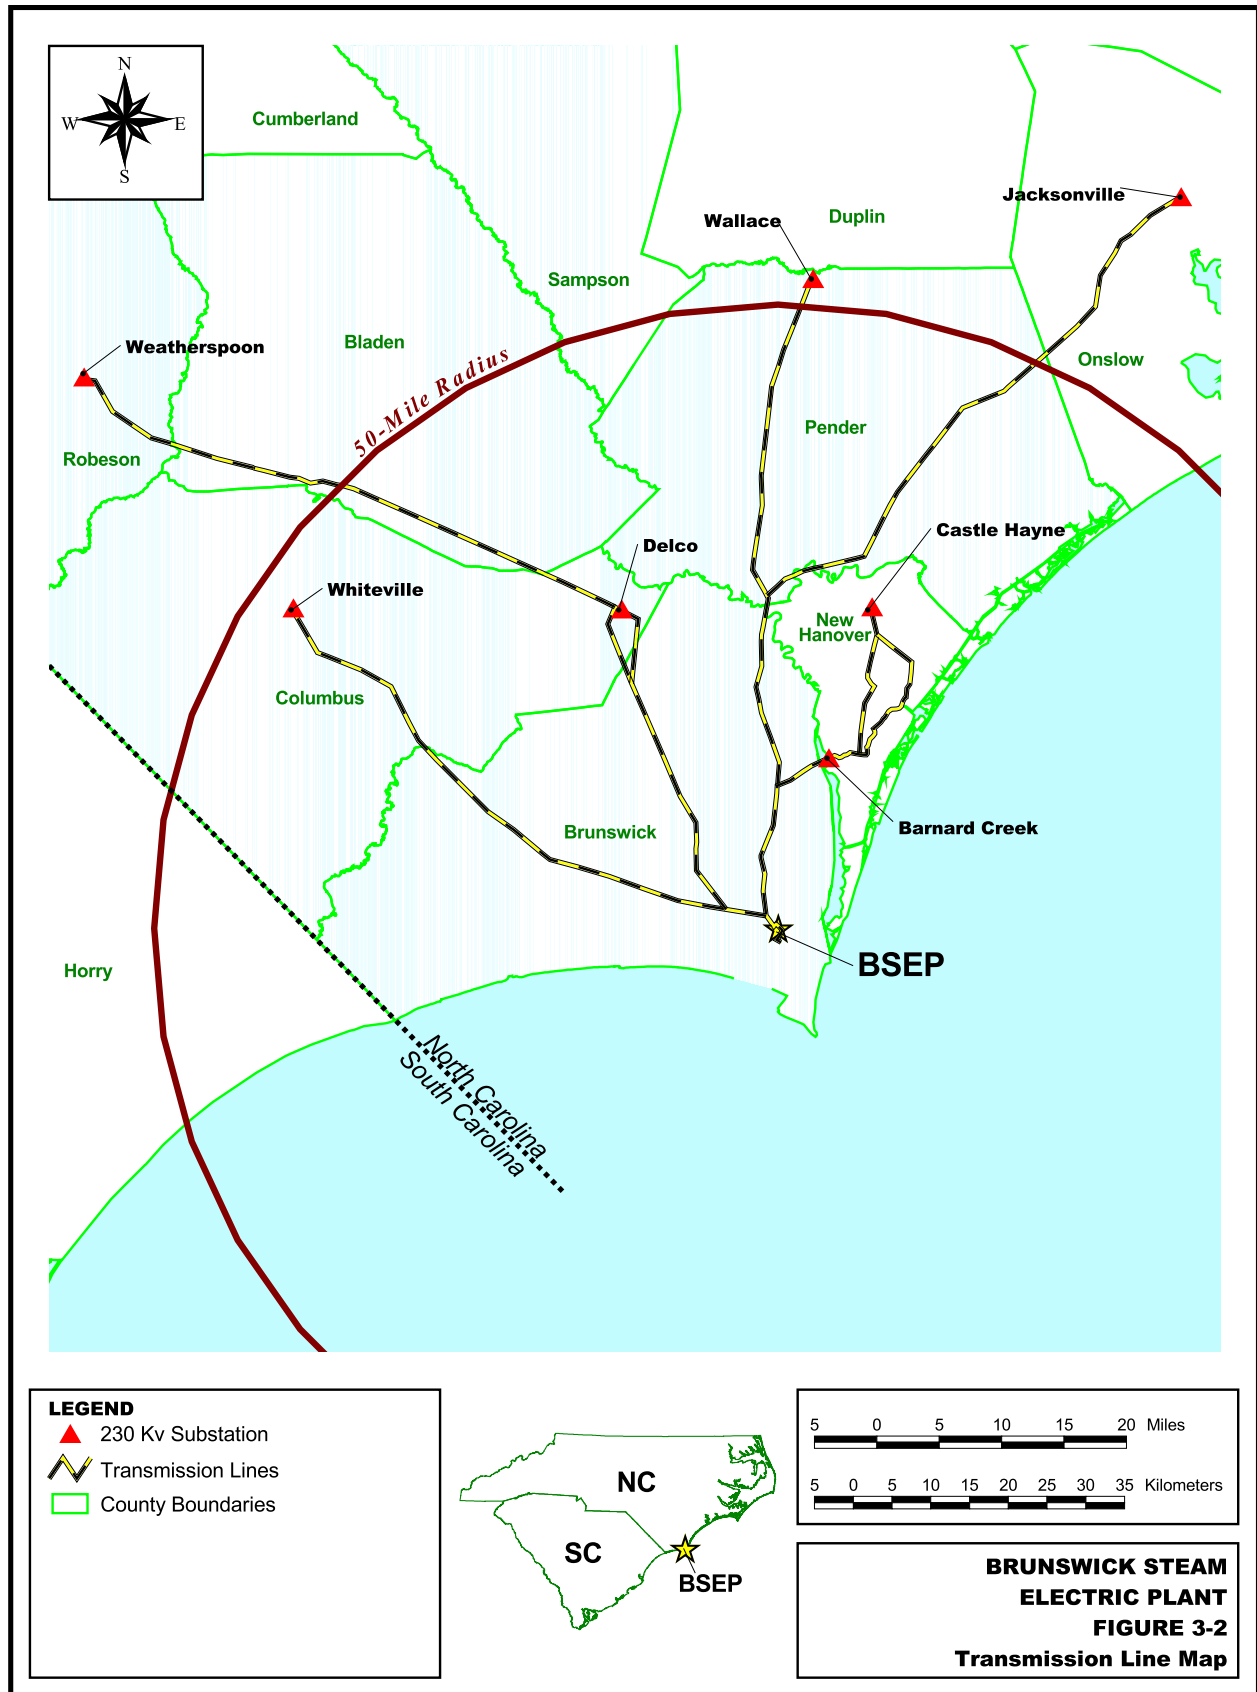 N
W
E
S
Cumberland
Jacksonville
Wallace
Duplin
Sampson
Bladen
Weatherspoon
50-Mile Radius
Onslow
Pender
Robeson
Castle Hayne
Delco
Whiteville
New
Hanover
Columbus
Brunswick
Barnard Creek
BSEP
Horry
North Carolina
South Carolina
LEGEND
230 Kv Substation
Transmission Lines
County Boundaries
NC
SC
BSEP
5 0 5 10 15 20 Miles
5 0 5 10 15 20 25 30 35 Kilometers
BRUNSWICK STEAM
ELECTRIC PLANT
FIGURE 3-2
Transmission Line Map